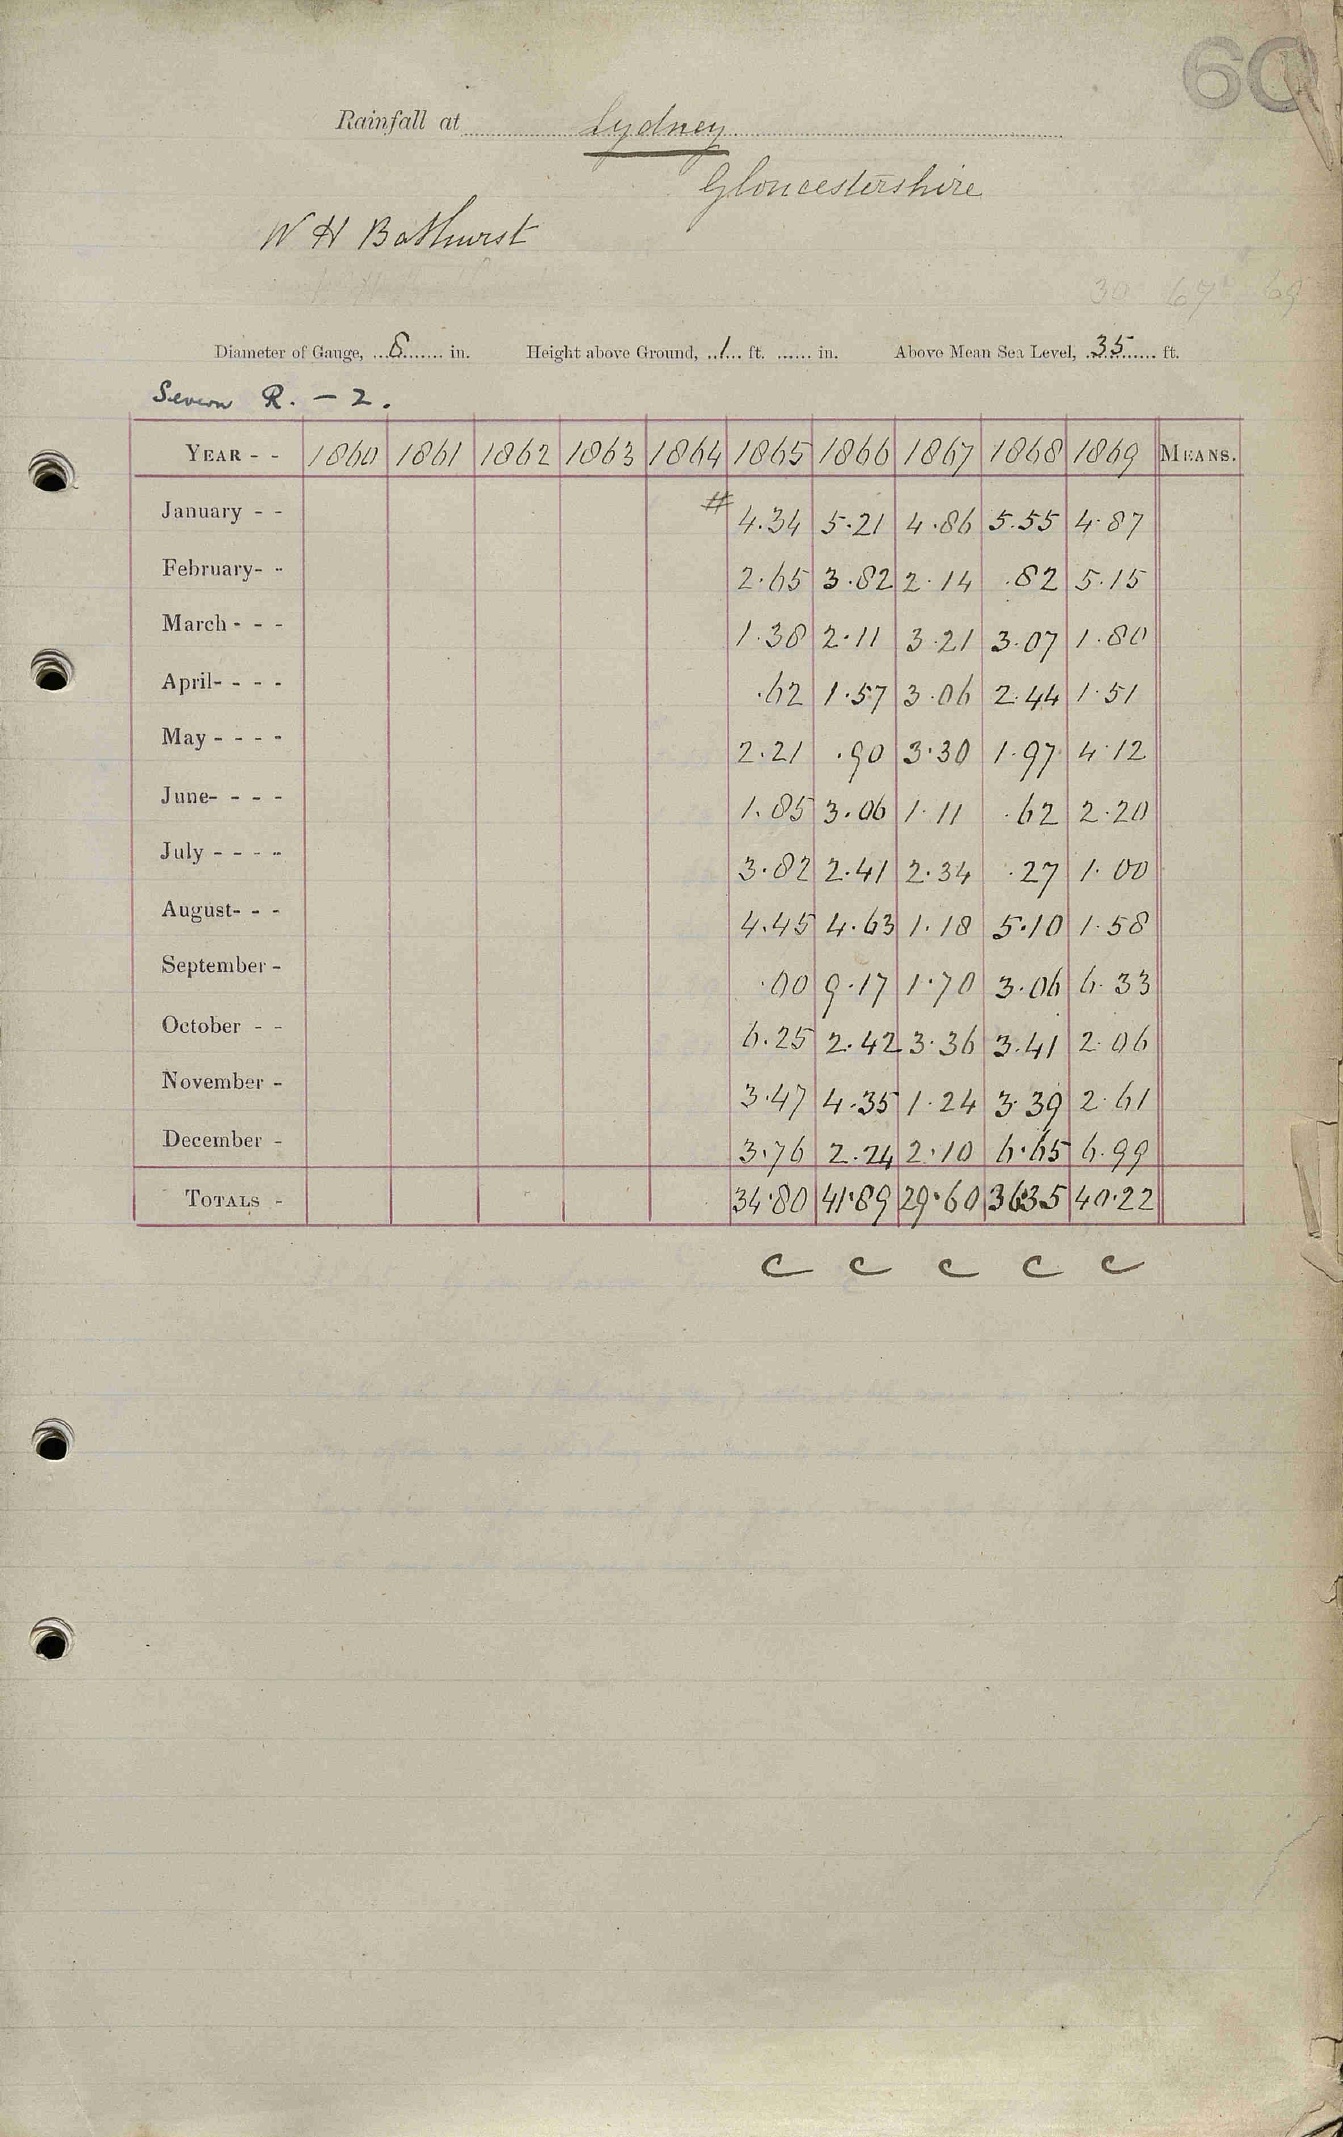 60
Rainfall at Lydney
Gloucestershire
W H Bathurst
30 67 69
Diameter of Gauge, 8 in. Height above Ground, 1 ft. in. Above Mean Sea Level, 35 ft.
Severn R. – 2.
YEAR - - 1860 1861 1862 1863 1864 1865 1866 1867 1868 1869 MEANS.
January - - # 4.34 5.21 4.86 5.55 4.87
February- - 2.65 3.82 2.14 .82 5.15
March - - - 1.38 2.11 3.21 3.07 1.80
April- - - - .62 1.57 3.06 2.44 1.51
May - - - - 2.21 .90 3.30 1.97 4.12
June- - - - 1.85 3.06 1.11 .62 2.20
July - - - - 3.82 2.41 2.34 .27 1.00
August- - - 4.45 4.63 1.18 5.10 1.58
September - .00 9.17 1.70 3.06 6.33
October - - 6.25 2.42 3.36 3.41 2.06
November - 3.47 4.35 1.24 3.39 2.61
December - 3.76 2.24 2.10 6.65 6.99
TOTALS - 34.80 41.89 29.60 36.35 40.22
C C C C C